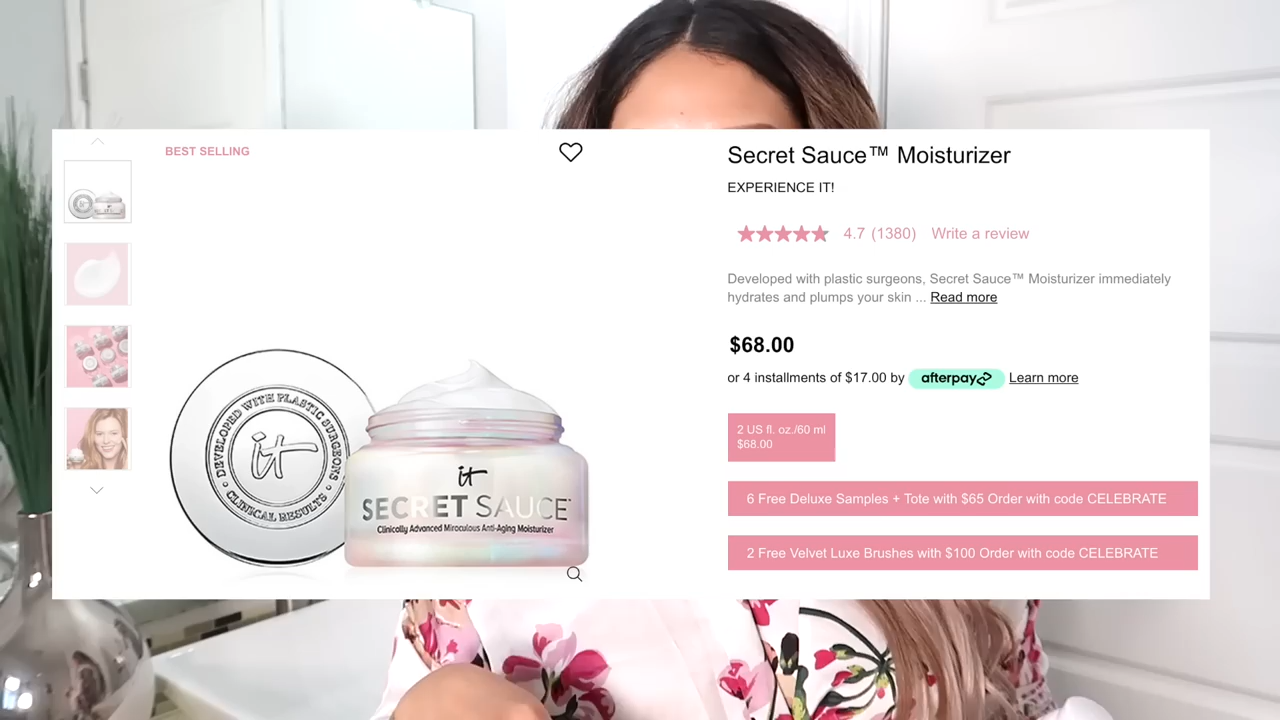 BEST SELLING
Secret Sauce™ Moisturizer
EXPERIENCE IT!
4.7 (1380) Write a review
Developed with plastic surgeons, Secret Sauce™ Moisturizer immediately
hydrates and plumps your skin ... Read more
$68.00
or 4 installments of $17.00 by afterpay Learn more
2 US fl. oz./60 ml
$68.00
6 Free Deluxe Samples + Tote with $65 Order with code CELEBRATE
2 Free Velvet Luxe Brushes with $100 Order with code CELEBRATE
DEVELOPED WITH PLASTIC SURGEONS
it
CLINICAL RESULTS
it
SECRET SAUCE™
Clinically Advanced Miraculous Anti-Aging Moisturizer